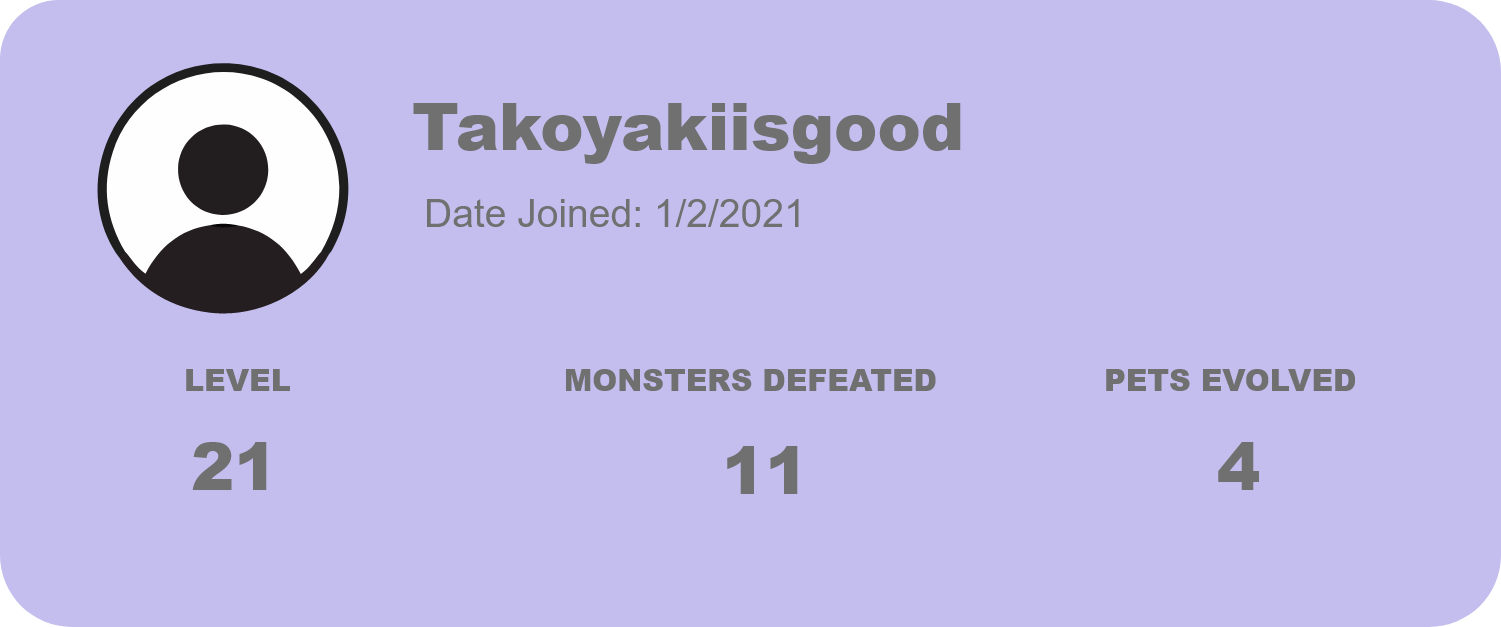 Takoyakiisgood
Date Joined: 1/2/2021
LEVEL
21
MONSTERS DEFEATED
11
PETS EVOLVED
4